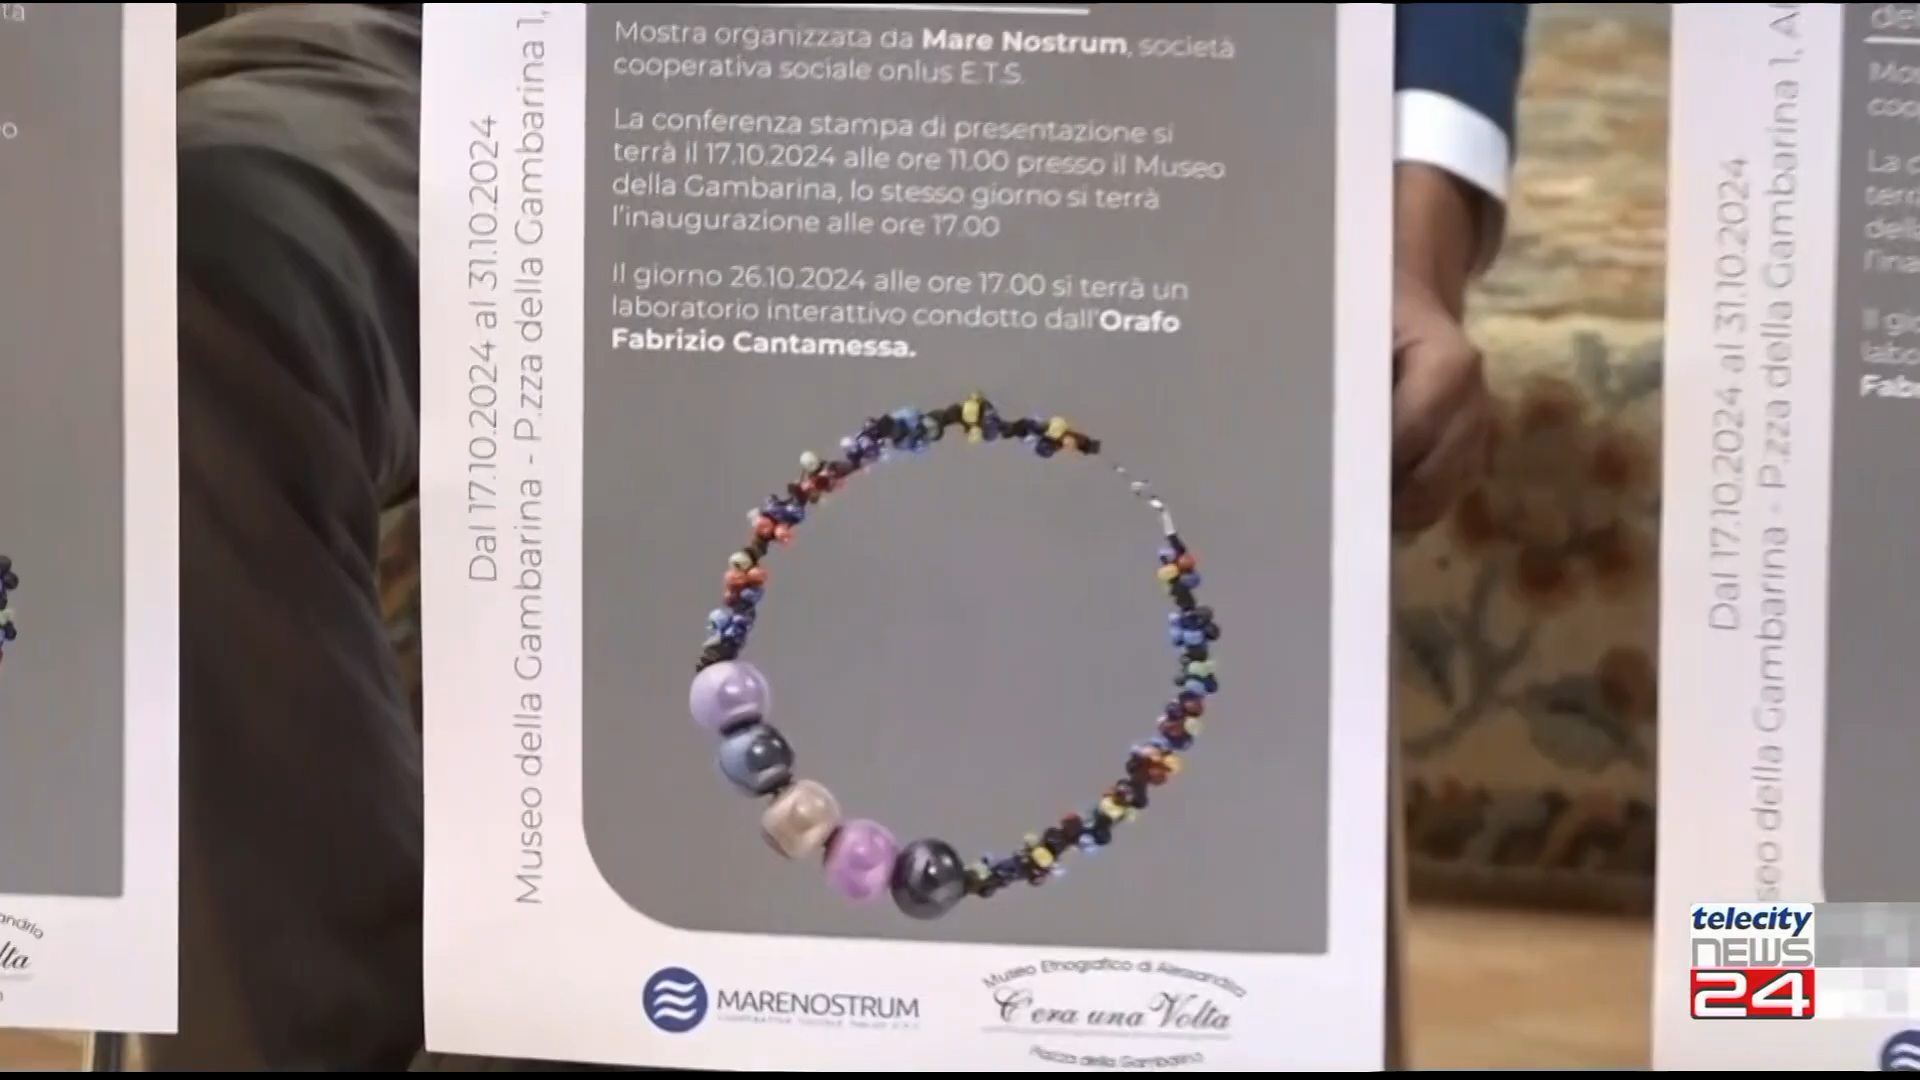 Mostra organizzata da Mare Nostrum, società
cooperativa sociale onlus E.T.S.
La conferenza stampa di presentazione si
terrà il 17.10.2024 alle ore 11.00 presso il Museo
della Gambarina, lo stesso giorno si terrà
l'inaugurazione alle ore 17.00
Il giorno 26.10.2024 alle ore 17.00 si terrà un
laboratorio interattivo condotto dall'Orafo
Fabrizio Cantamessa.
Dal 17.10.2024 al 31.10.2024
Museo della Gambarina - P.zza della Gambarina 1,
MARENOSTRUM
Museo Etnografico di Alessandria
C'era una Volta
Piazza della Gambarina
Dal 17.10.2024 al 31.10.2024
della Gambarina - P.zza della Gambarina 1,
telecity
NEWS
24